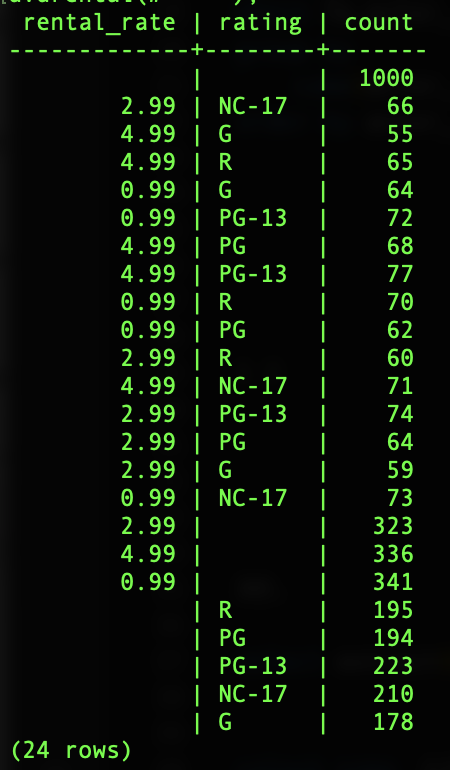 rental_rate | rating | count
-------------+--------+-------
             |        |  1000
        2.99 | NC-17  |    66
        4.99 | G      |    55
        4.99 | R      |    65
        0.99 | G      |    64
        0.99 | PG-13  |    72
        4.99 | PG     |    68
        4.99 | PG-13  |    77
        0.99 | R      |    70
        0.99 | PG     |    62
        2.99 | R      |    60
        4.99 | NC-17  |    71
        2.99 | PG-13  |    74
        2.99 | PG     |    64
        2.99 | G      |    59
        0.99 | NC-17  |    73
        2.99 |        |   323
        4.99 |        |   336
        0.99 |        |   341
             | R      |   195
             | PG     |   194
             | PG-13  |   223
             | NC-17  |   210
             | G      |   178
(24 rows)